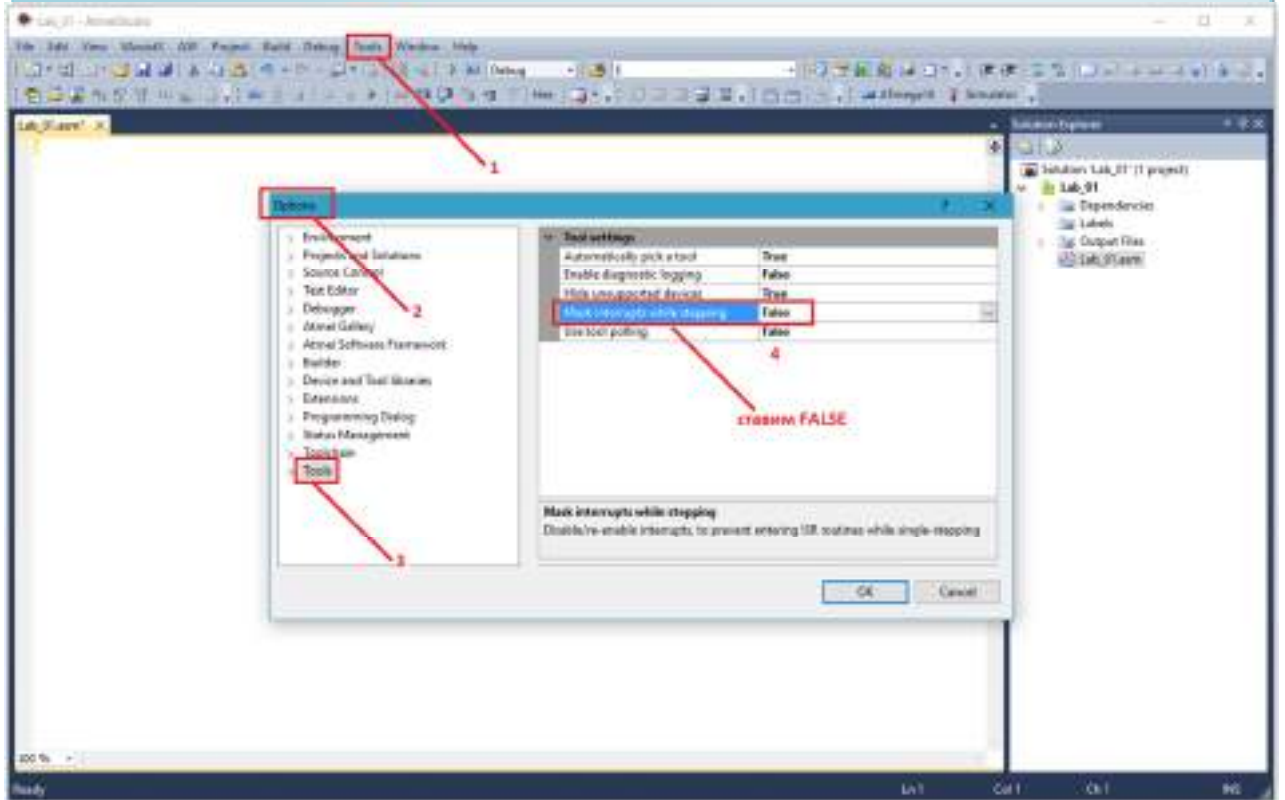 Lab_01 - AtmelStudio
File Edit View VAssistX ASF Project Build Debug Tools Window Help
Debug
Hex
ATmega16 Simulator
Lab_01.asm*
1
Solution Explorer
Solution 'Lab_01' (1 project)
Lab_01
Dependencies
Labels
Output Files
Lab_01.asm
Options
Environment
Projects and Solutions
Source Control
Text Editor
Debugger
Atmel Gallery
Atmel Software Framework
Builder
Device and Tool libraries
Extensions
Programming Dialog
Status Management
Toolchain
Tools
2
3
Tool settings
Automatically pick a tool True
Enable diagnostic logging False
Hide unsupported devices True
Mask interrupts while stepping False
Use tool polling False
4
ставим FALSE
Mask interrupts while stepping
Disable/re-enable interrupts, to prevent entering ISR routines while single-stepping
OK Cancel
100 %
Ready Ln 1 Col 1 Ch 1 INS